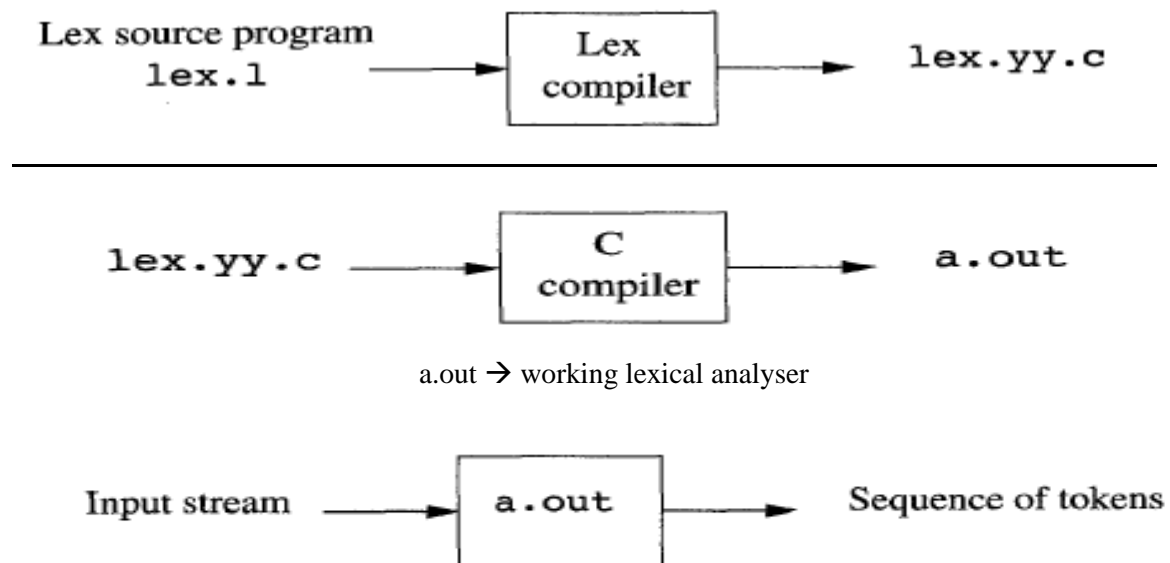 Lex source program
lex.l
Lex
compiler
lex.yy.c
lex.yy.c
C
compiler
a.out
a.out → working lexical analyser
Input stream
a.out
Sequence of tokens